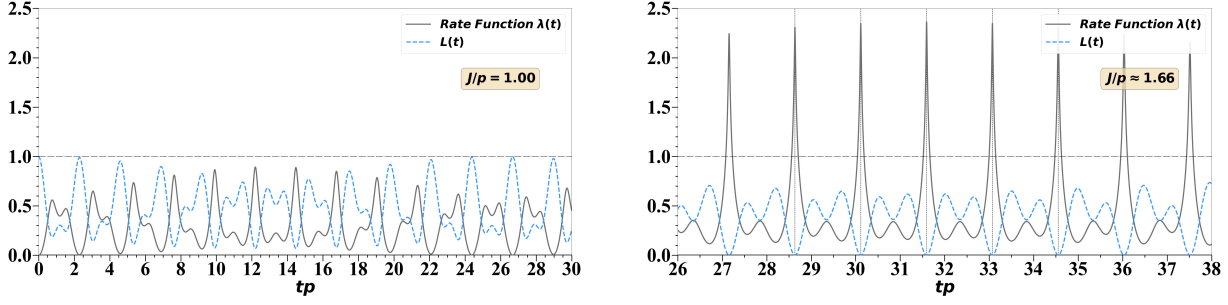 2.5
2.0
1.5
1.0
0.5
0.0
0 2 4 6 8 10 12 14 16 18 20 22 24 26 28 30
tp
Rate Function λ(t)
L(t)
J/p = 1.00
2.5
2.0
1.5
1.0
0.5
0.0
26 27 28 29 30 31 32 33 34 35 36 37 38
tp
Rate Function λ(t)
L(t)
J/p ≈ 1.66